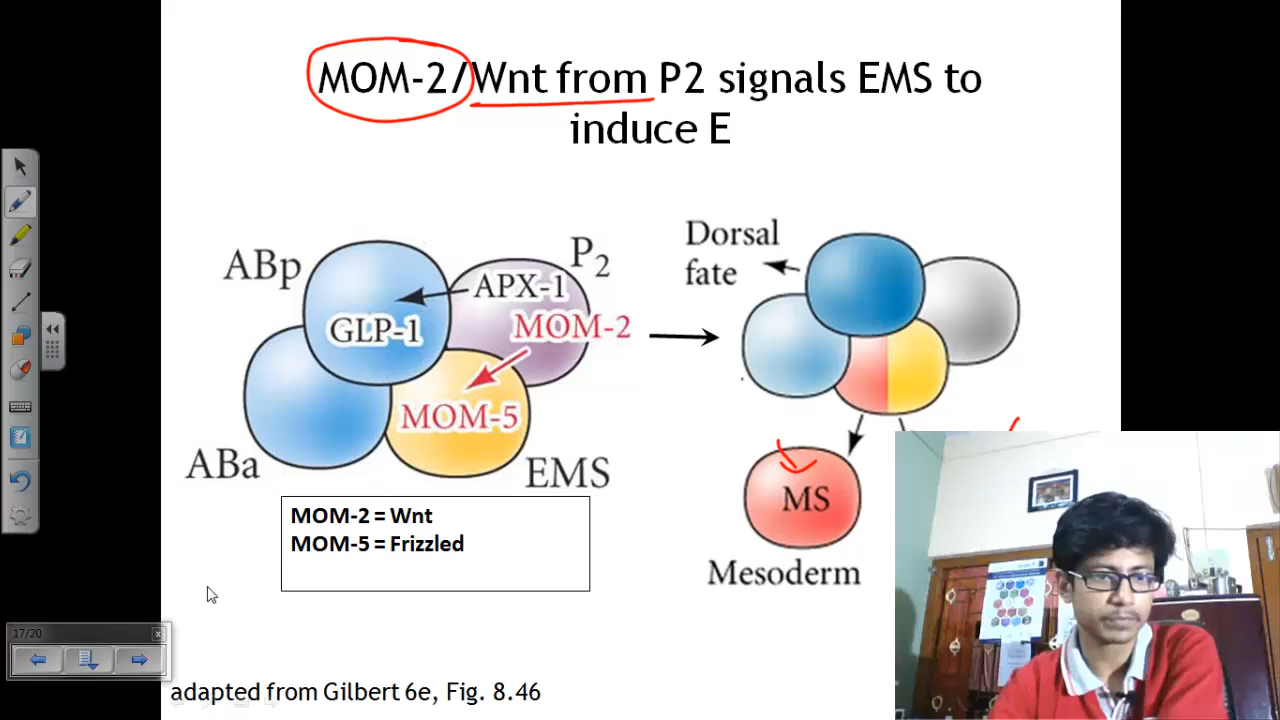 MOM-2/Wnt from P2 signals EMS to
induce E
ABp
P2
APX-1
GLP-1
MOM-2
MOM-5
ABa
EMS
Dorsal
fate
MS
Mesoderm
MOM-2 = Wnt
MOM-5 = Frizzled
17/20
x
adapted from Gilbert 6e, Fig. 8.46